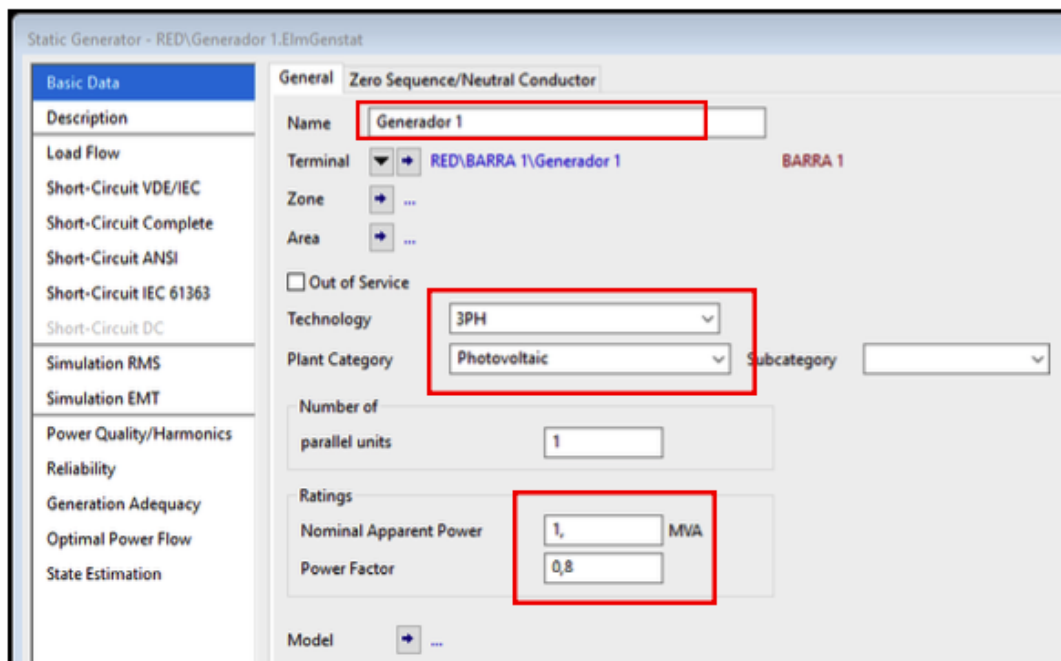 Static Generator - RED\Generador 1.ElmGenstat
Basic Data
Description
Load Flow
Short-Circuit VDE/IEC
Short-Circuit Complete
Short-Circuit ANSI
Short-Circuit IEC 61363
Short-Circuit DC
Simulation RMS
Simulation EMT
Power Quality/Harmonics
Reliability
Generation Adequacy
Optimal Power Flow
State Estimation
General Zero Sequence/Neutral Conductor
Name Generador 1
Terminal RED\BARRA 1\Generador 1 BARRA 1
Zone ...
Area ...
Out of Service
Technology 3PH
Plant Category Photovoltaic Subcategory
Number of
parallel units 1
Ratings
Nominal Apparent Power 1, MVA
Power Factor 0,8
Model ...